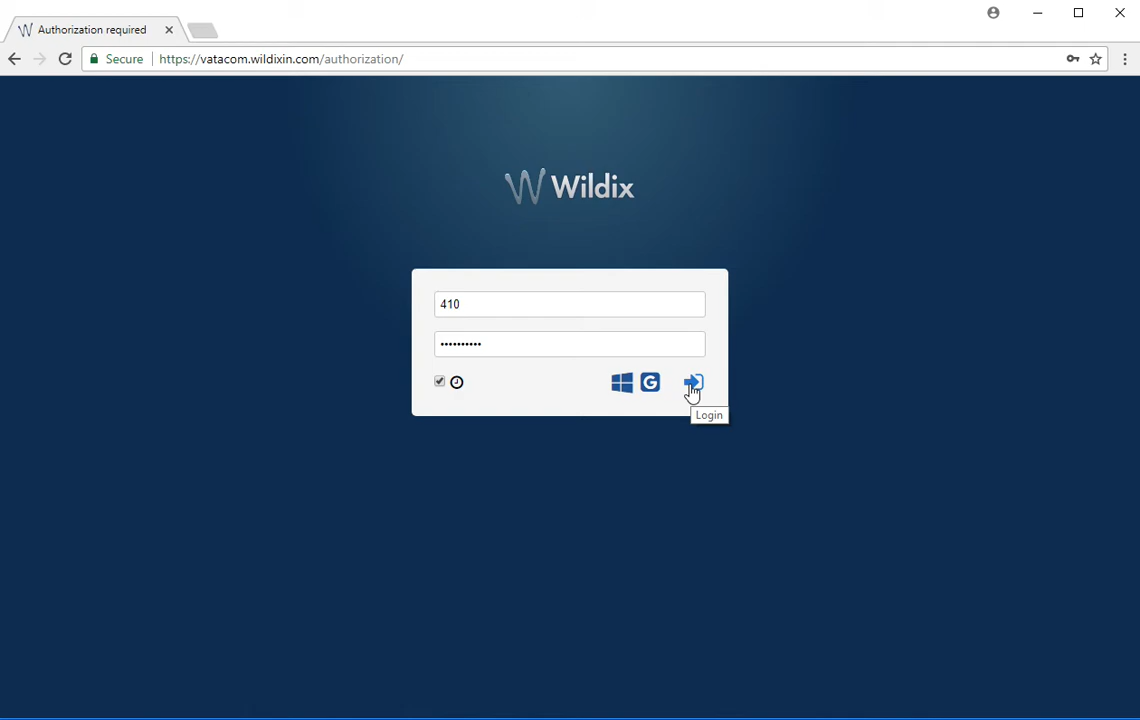 Authorization required
Secure
https://vatacom.wildixin.com/authorization/
Wildix
410
••••••••••
Login